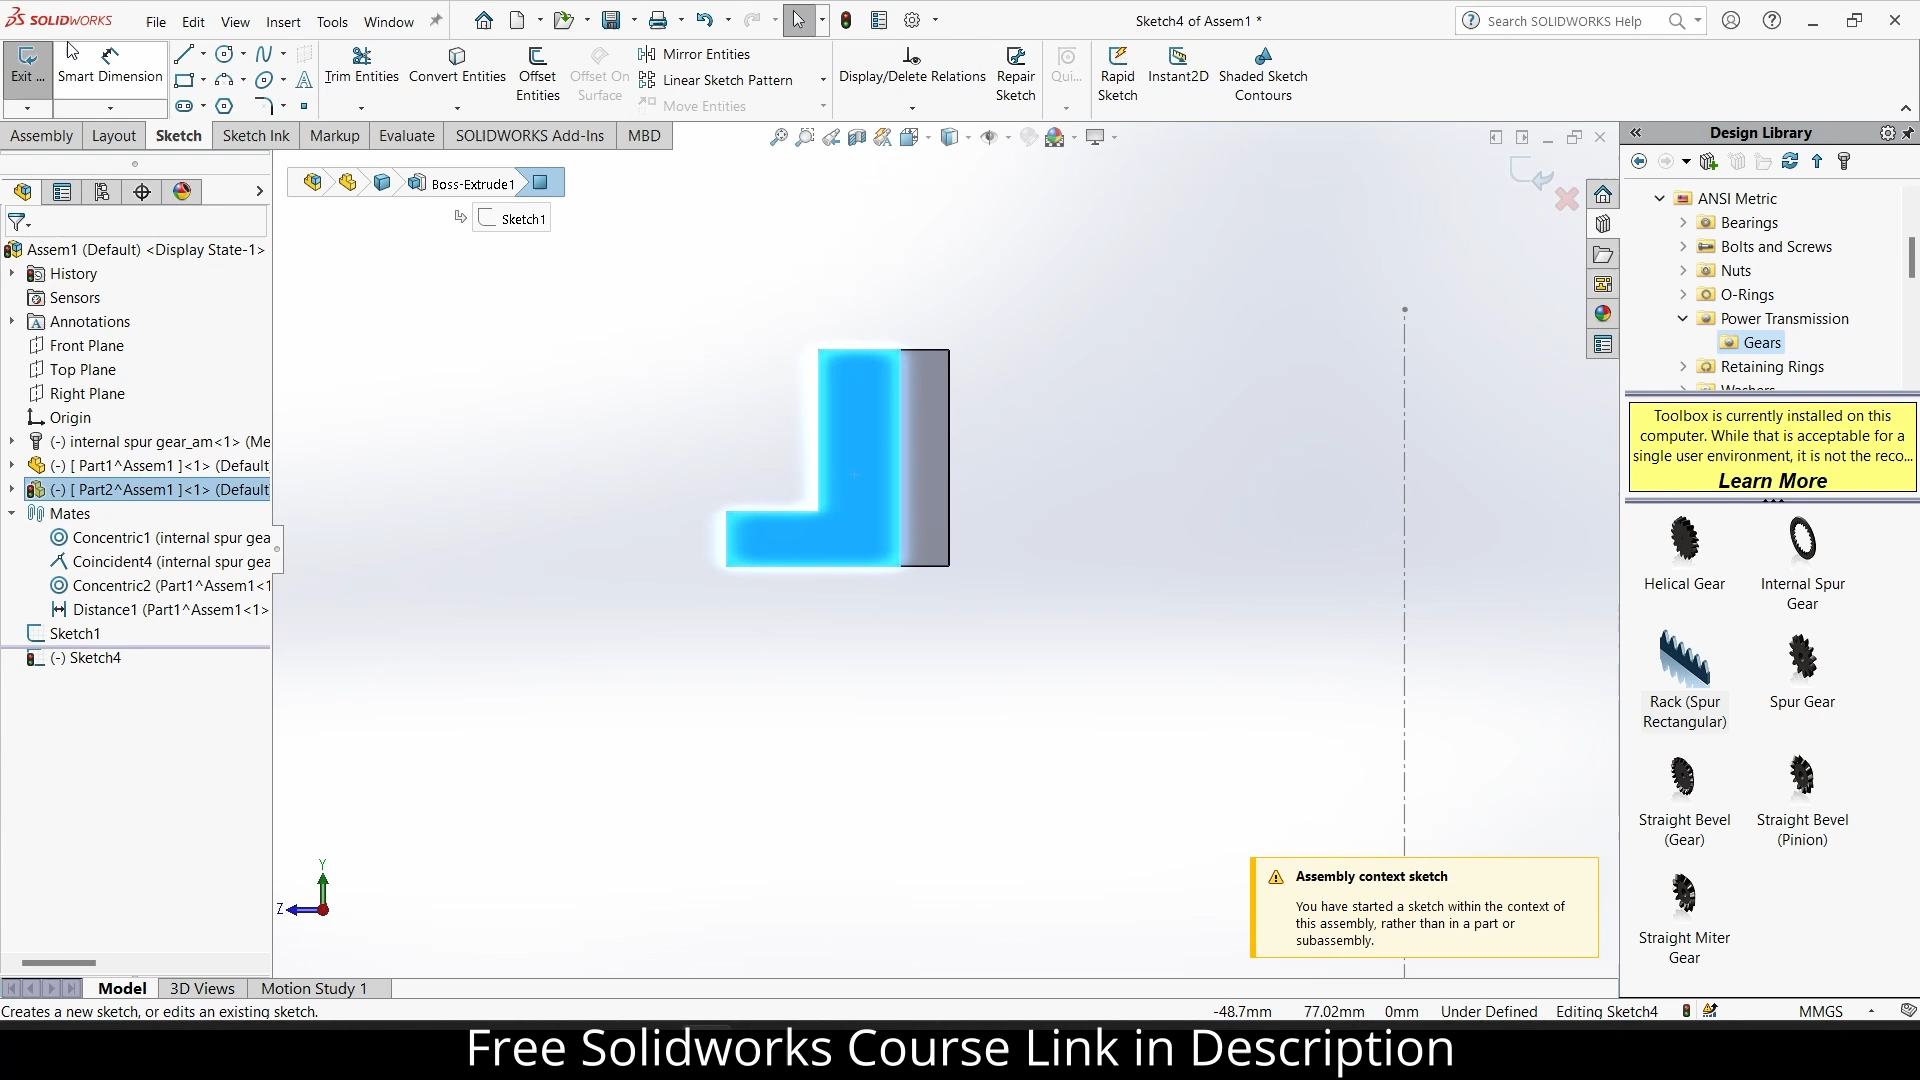 SOLIDWORKS
File
Edit
View
Insert
Tools
Window
Sketch4 of Assem1 *
Search SOLIDWORKS Help
Exit ...
Smart Dimension
Trim Entities
Convert Entities
Offset Entities
Offset On Surface
Mirror Entities
Linear Sketch Pattern
Move Entities
Display/Delete Relations
Repair Sketch
Qui...
Rapid Sketch
Instant2D
Shaded Sketch Contours
Assembly
Layout
Sketch
Sketch Ink
Markup
Evaluate
SOLIDWORKS Add-Ins
MBD
Boss-Extrude1
Sketch1
Assem1 (Default) <Display State-1>
History
Sensors
Annotations
Front Plane
Top Plane
Right Plane
Origin
(-) internal spur gear_am<1> (Me
(-) [ Part1^Assem1 ]<1> (Default
(-) [ Part2^Assem1 ]<1> (Default
Mates
Concentric1 (internal spur gea
Coincident4 (internal spur gea
Concentric2 (Part1^Assem1<1
Distance1 (Part1^Assem1<1>
Sketch1
(-) Sketch4
Y
Z
Assembly context sketch
You have started a sketch within the context of
this assembly, rather than in a part or
subassembly.
Design Library
ANSI Metric
Bearings
Bolts and Screws
Nuts
O-Rings
Power Transmission
Gears
Retaining Rings
Washers
Toolbox is currently installed on this
computer. While that is acceptable for a
single user environment, it is not the reco...
Learn More
Helical Gear
Internal Spur Gear
Rack (Spur Rectangular)
Spur Gear
Straight Bevel (Gear)
Straight Bevel (Pinion)
Straight Miter Gear
Model
3D Views
Motion Study 1
Creates a new sketch, or edits an existing sketch.
-48.7mm
77.02mm
0mm
Under Defined
Editing Sketch4
MMGS
Free Solidworks Course Link in Description